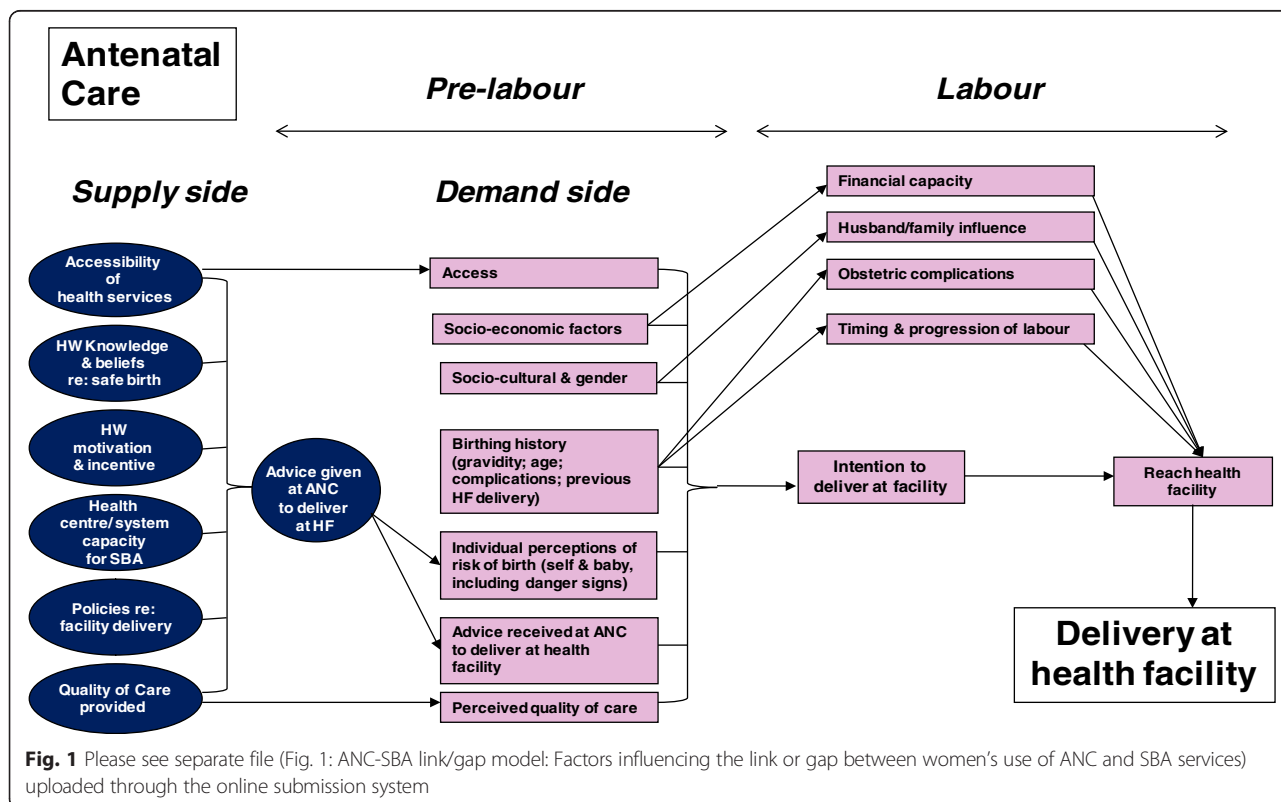 Antenatal
Care
Pre-labour
Labour
Supply side
Demand side
Accessibility
of
health services
HW Knowledge
& beliefs
re: safe birth
HW
motivation
& incentive
Health
centre/ system
capacity
for SBA
Policies re:
facility delivery
Quality of Care
provided
Advice given
at ANC
to deliver
at HF
Access
Socio-economic factors
Socio-cultural & gender
Birthing history
(gravidity; age;
complications; previous
HF delivery)
Individual perceptions of
risk of birth (self & baby,
including danger signs)
Advice received at ANC
to deliver at health
facility
Perceived quality of care
Financial capacity
Husband/family influence
Obstetric complications
Timing & progression of labour
Intention to
deliver at facility
Reach health
facility
Delivery at
health facility
Fig. 1 Please see separate file (Fig. 1: ANC-SBA link/gap model: Factors influencing the link or gap between women's use of ANC and SBA services)
uploaded through the online submission system